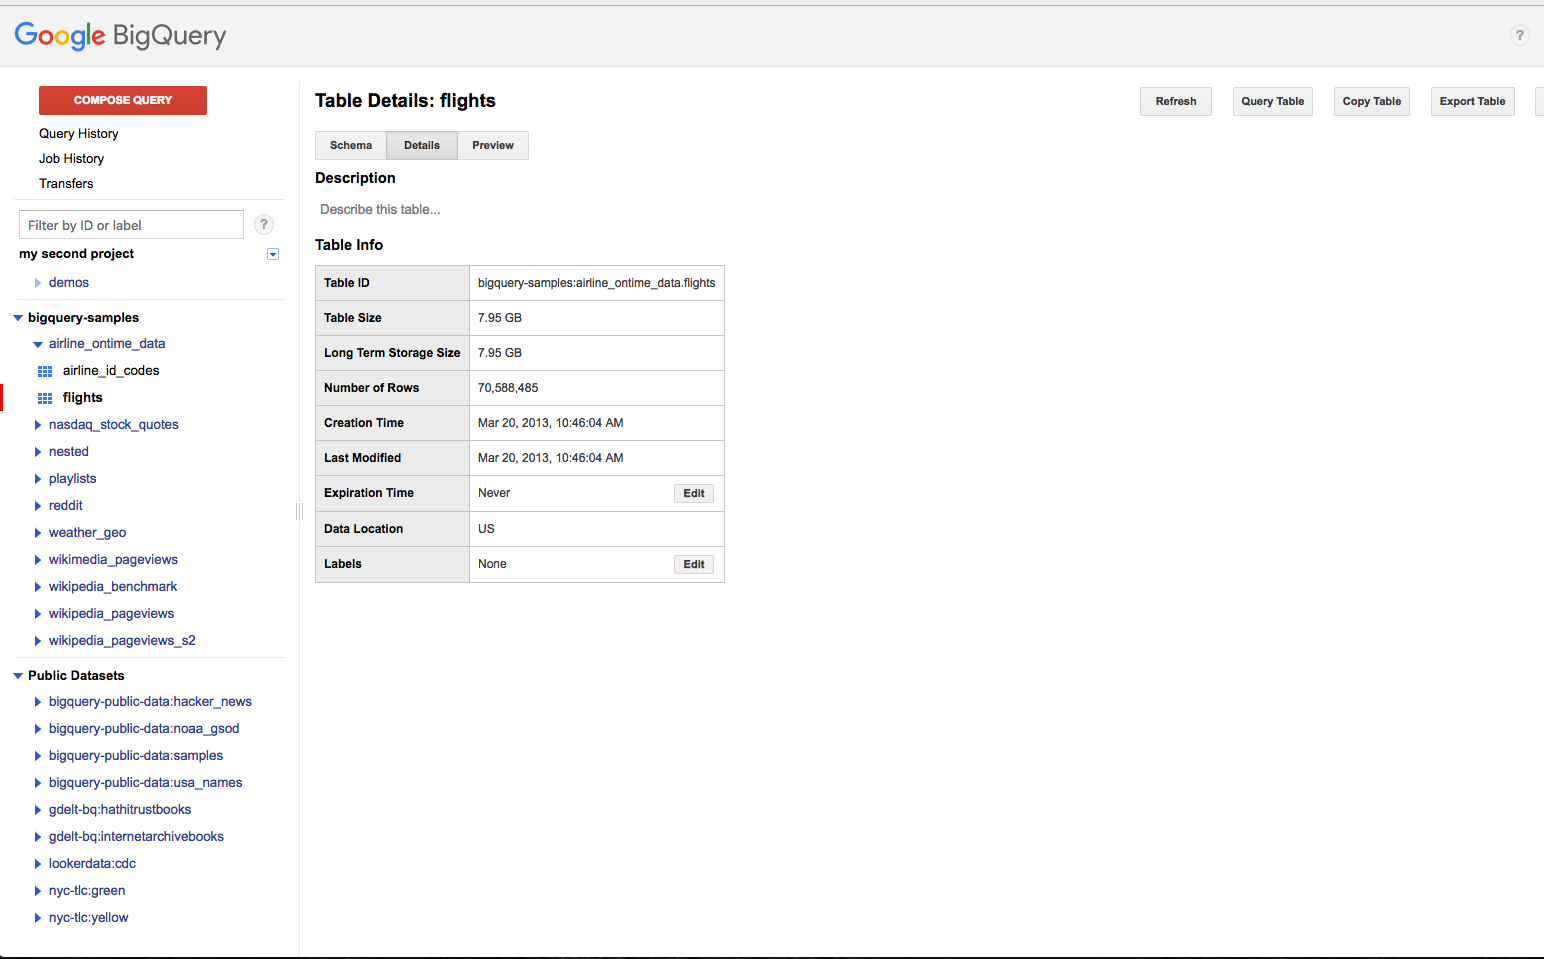 Google BigQuery
?
COMPOSE QUERY
Query History
Job History
Transfers
Filter by ID or label
?
my second project
demos
bigquery-samples
airline_ontime_data
airline_id_codes
flights
nasdaq_stock_quotes
nested
playlists
reddit
weather_geo
wikimedia_pageviews
wikipedia_benchmark
wikipedia_pageviews
wikipedia_pageviews_s2
Public Datasets
bigquery-public-data:hacker_news
bigquery-public-data:noaa_gsod
bigquery-public-data:samples
bigquery-public-data:usa_names
gdelt-bq:hathitrustbooks
gdelt-bq:internetarchivebooks
lookerdata:cdc
nyc-tlc:green
nyc-tlc:yellow
Table Details: flights
Refresh Query Table Copy Table Export Table
Schema Details Preview
Description
Describe this table...
Table Info
Table ID bigquery-samples:airline_ontime_data.flights
Table Size 7.95 GB
Long Term Storage Size 7.95 GB
Number of Rows 70,588,485
Creation Time Mar 20, 2013, 10:46:04 AM
Last Modified Mar 20, 2013, 10:46:04 AM
Expiration Time Never Edit
Data Location US
Labels None Edit